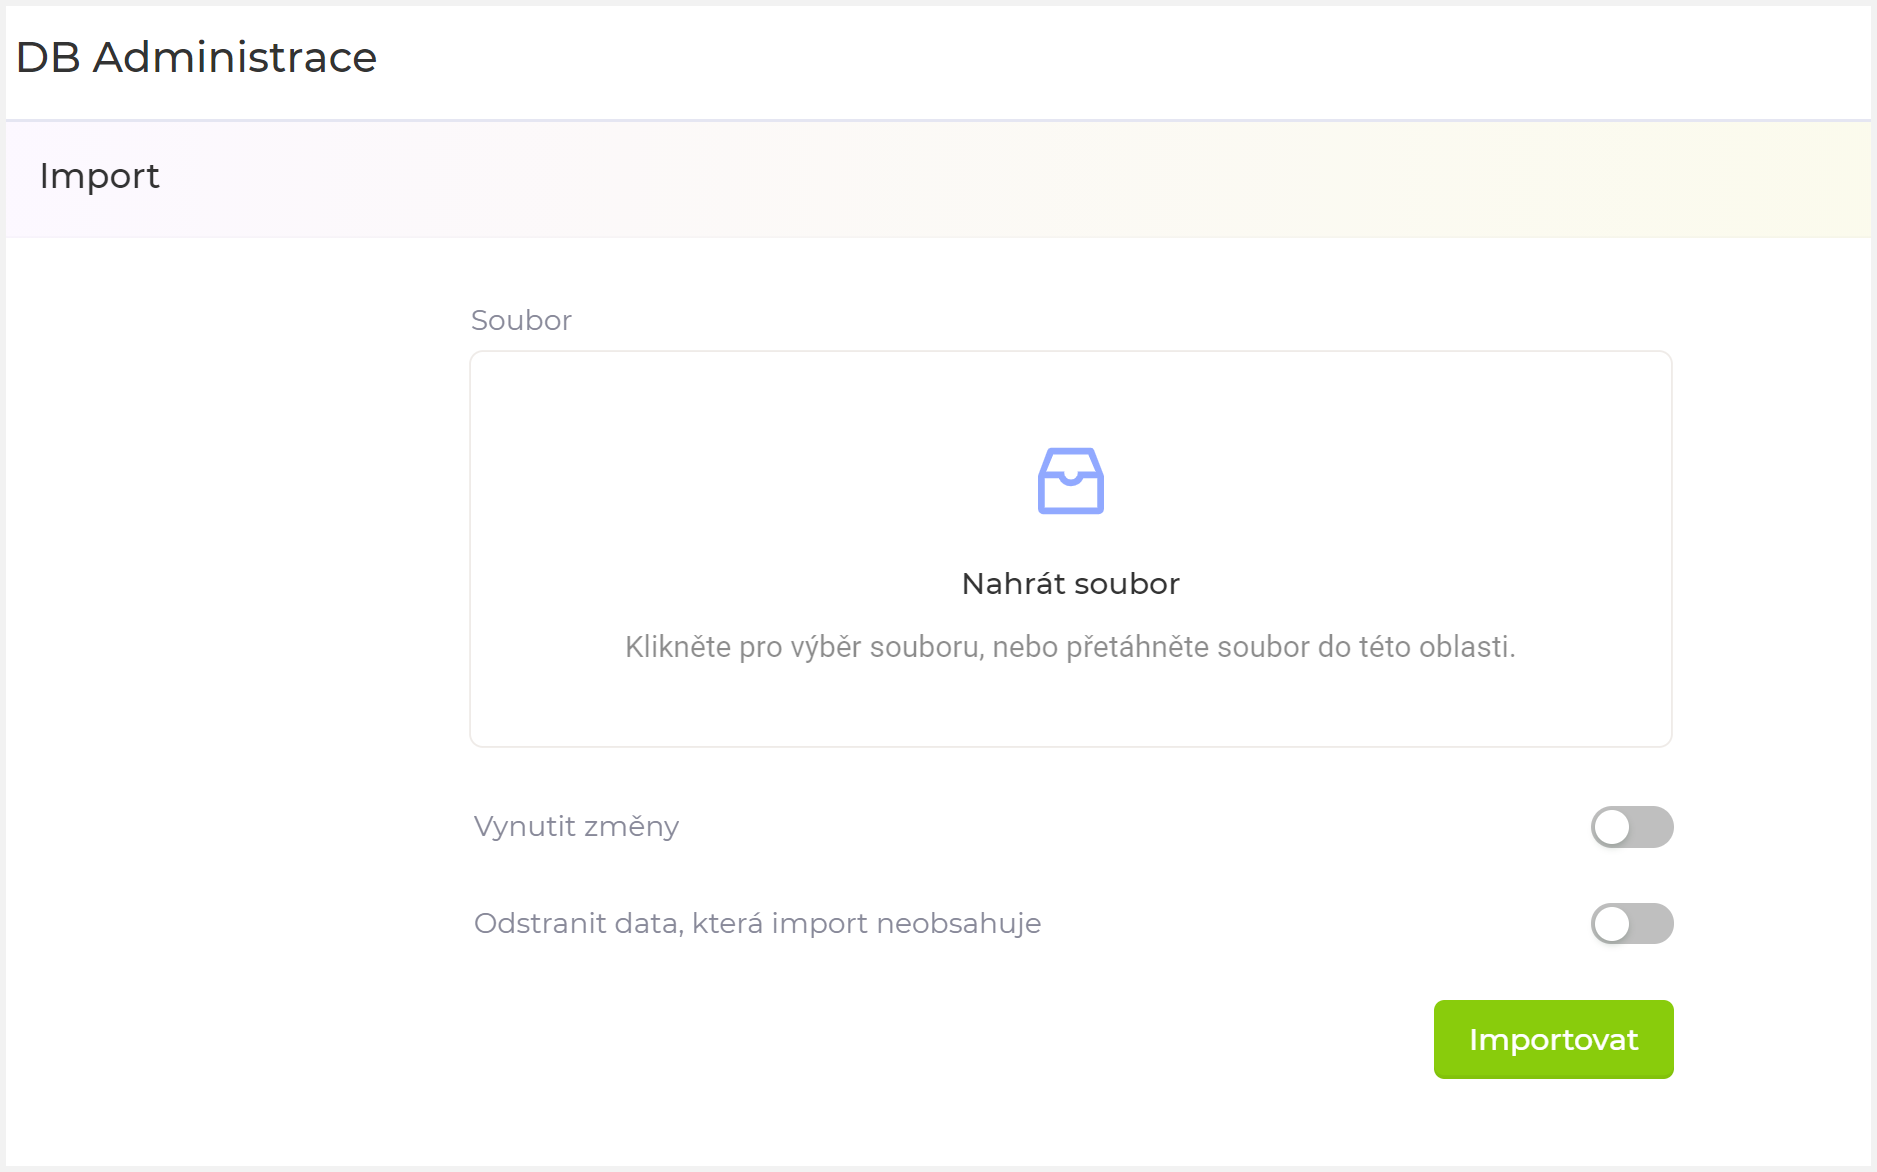 DB Administrace
Import
Soubor
Nahrát soubor
Klikněte pro výběr souboru, nebo přetáhněte soubor do této oblasti.
Vynutit změny
Odstranit data, která import neobsahuje
Importovat